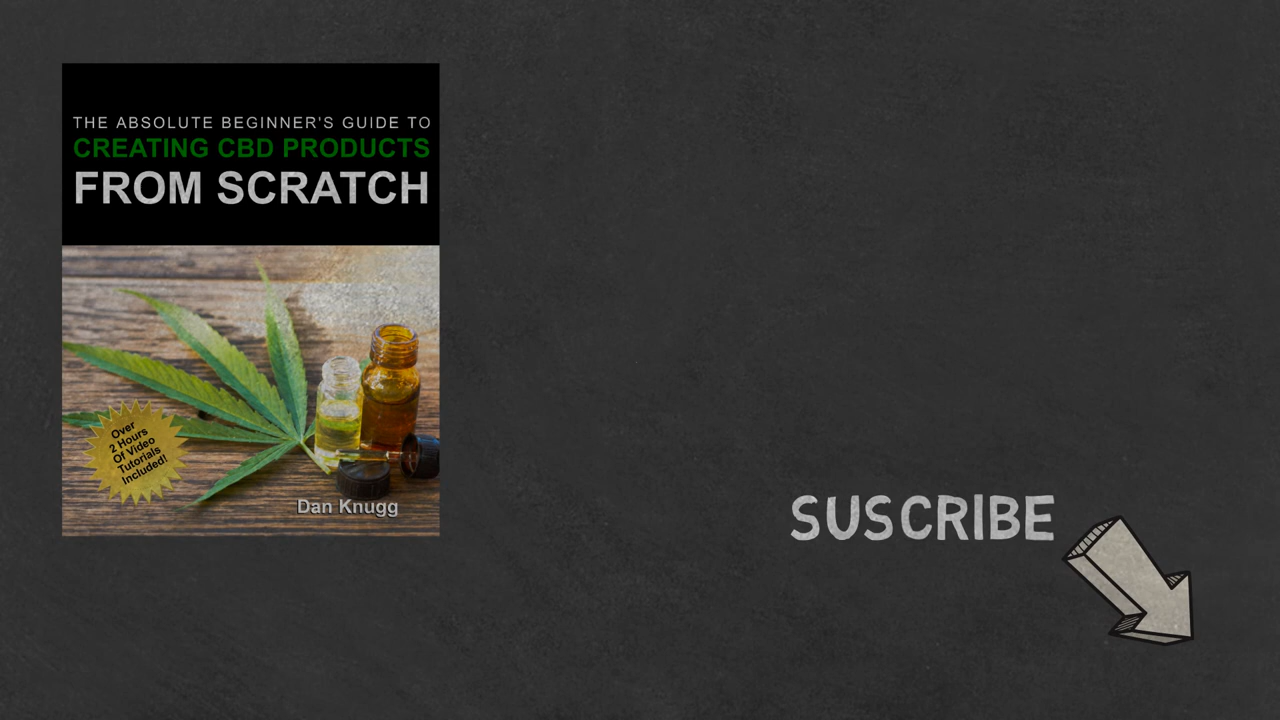 THE ABSOLUTE BEGINNER'S GUIDE TO
CREATING CBD PRODUCTS
FROM SCRATCH
Over
2 Hours
Of Video
Tutorials
Included!
Dan Knugg
SUSCRIBE